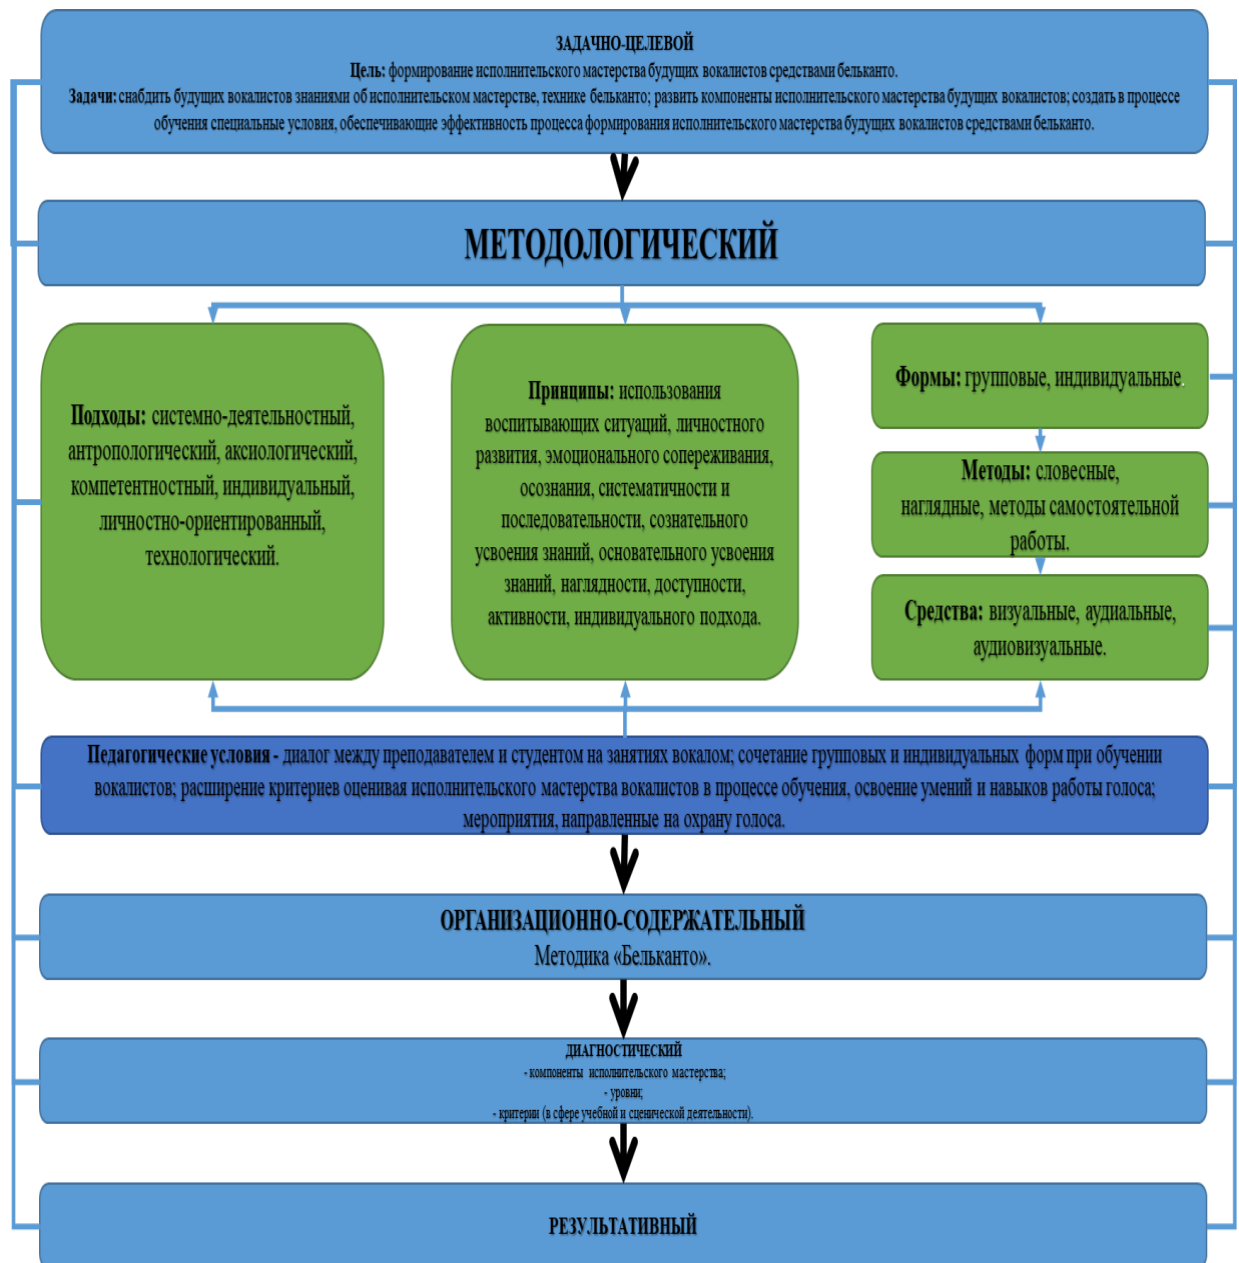 ЗАДАЧНО-ЦЕЛЕВОЙ
Цель: формирование исполнительского мастерства будущих вокалистов средствами бельканто.
Задачи: снабдить будущих вокалистов знаниями об исполнительском мастерстве, технике бельканто; развить компоненты исполнительского мастерства будущих вокалистов; создать в процессе
обучения специальные условия, обеспечивающие эффективность процесса формирования исполнительского мастерства будущих вокалистов средствами бельканто.
МЕТОДОЛОГИЧЕСКИЙ
Подходы: системно-деятельностный,
антропологический, аксиологический,
компетентностный, индивидуальный,
личностно-ориентированный,
технологический.
Принципы: использования
воспитывающих ситуаций, личностного
развития, эмоционального сопереживания,
осознания, систематичности и
последовательности, сознательного
усвоения знаний, основательного усвоения
знаний, наглядности, доступности,
активности, индивидуального подхода.
Формы: групповые, индивидуальные.
Методы: словесные,
наглядные, методы самостоятельной
работы.
Средства: визуальные, аудиальные,
аудиовизуальные.
Педагогические условия - диалог между преподавателем и студентом на занятиях вокалом; сочетание групповых и индивидуальных форм при обучении
вокалистов; расширение критериев оценивая исполнительского мастерства вокалистов в процессе обучения, освоение умений и навыков работы голоса;
мероприятия, направленные на охрану голоса.
ОРГАНИЗАЦИОННО-СОДЕРЖАТЕЛЬНЫЙ
Методика «Бельканто».
ДИАГНОСТИЧЕСКИЙ
- компоненты исполнительского мастерства;
- уровни;
- критерии (в сфере учебной и сценической деятельности).
РЕЗУЛЬТАТИВНЫЙ